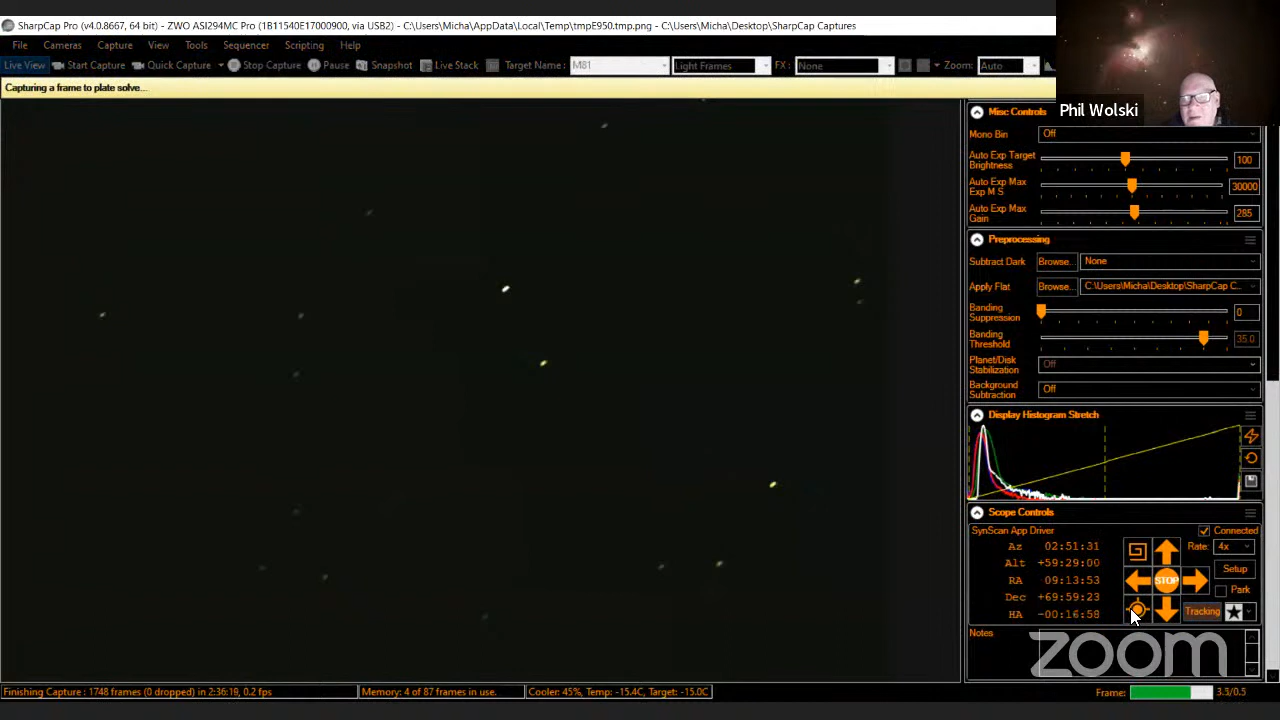 SharpCap Pro (v4.0.8667, 64 bit) - ZWO ASI294MC Pro (1B11540E17000900, via USB2) - C:\Users\Micha\AppData\Local\Temp\tmpE950.tmp.png - C:\Users\Micha\Desktop\SharpCap Captures
File Cameras Capture View Tools Sequencer Scripting Help
Live View Start Capture Quick Capture Stop Capture Pause Snapshot Live Stack Target Name : M81 Light Frames FX : None Zoom: Auto
Capturing a frame to plate solve...
Phil Wolski
Misc Controls
Mono Bin Off
Auto Exp Target Brightness 100
Auto Exp Max Exp M S 30000
Auto Exp Max Gain 285
Preprocessing
Subtract Dark Browse... None
Apply Flat Browse... C:\Users\Micha\Desktop\SharpCap C...
Banding Suppression 0
Banding Threshold 35.0
Planet/Disk Stabilization Off
Background Subtraction Off
Display Histogram Stretch
Scope Controls
SynScan App Driver Connected
Az 02:51:31 Rate: 4x
Alt +59:29:00 Setup
RA 09:13:53 STOP Park
Dec +69:59:23
HA -00:16:58 Tracking
Notes
zoom
Finishing Capture : 1748 frames (0 dropped) in 2:36:19, 0.2 fps Memory: 4 of 87 frames in use. Cooler: 45%, Temp: -15.4C, Target: -15.0C Frame: 3.5/0.5